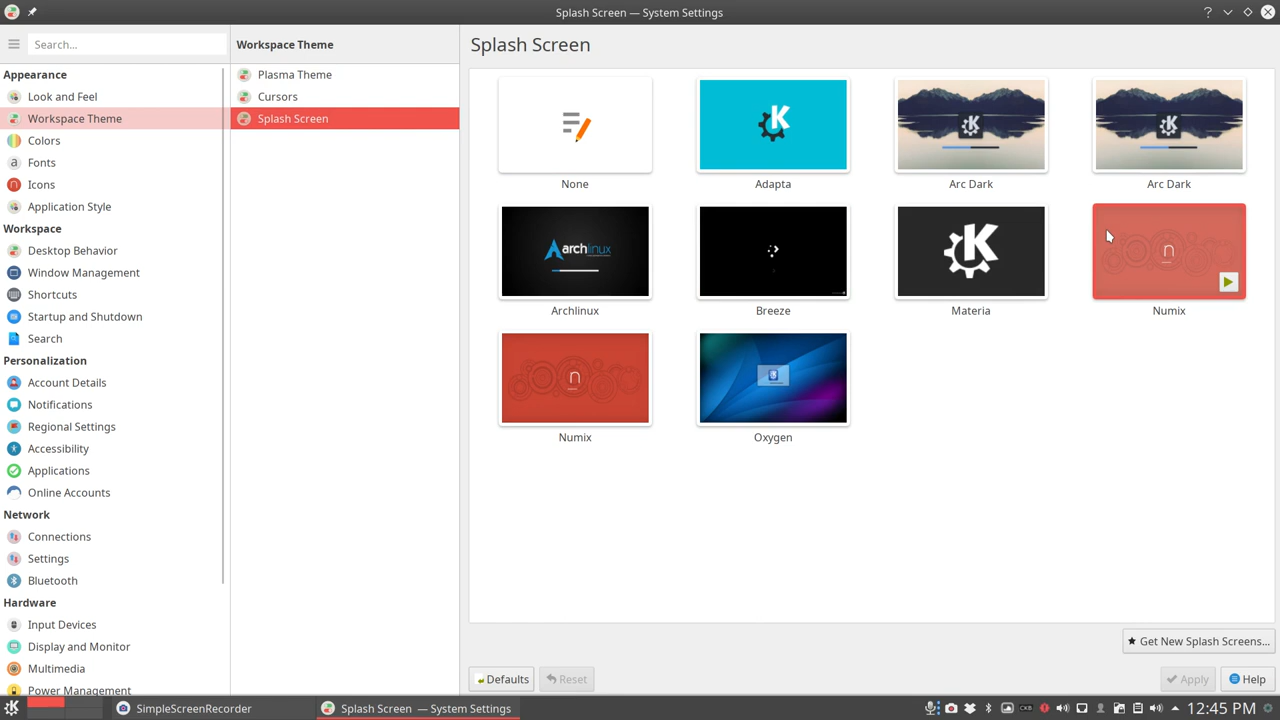 Splash Screen — System Settings
Search...
Appearance
Look and Feel
Workspace Theme
Colors
Fonts
Icons
Application Style
Workspace
Desktop Behavior
Window Management
Shortcuts
Startup and Shutdown
Search
Personalization
Account Details
Notifications
Regional Settings
Accessibility
Applications
Online Accounts
Network
Connections
Settings
Bluetooth
Hardware
Input Devices
Display and Monitor
Multimedia
Power Management
Workspace Theme
Plasma Theme
Cursors
Splash Screen
Splash Screen
None
Adapta
Arc Dark
Arc Dark
archlinux
n
Archlinux
Breeze
Materia
Numix
n
Numix
Oxygen
Get New Splash Screens...
Defaults
Reset
Apply
Help
SimpleScreenRecorder
Splash Screen — System Settings
12:45 PM